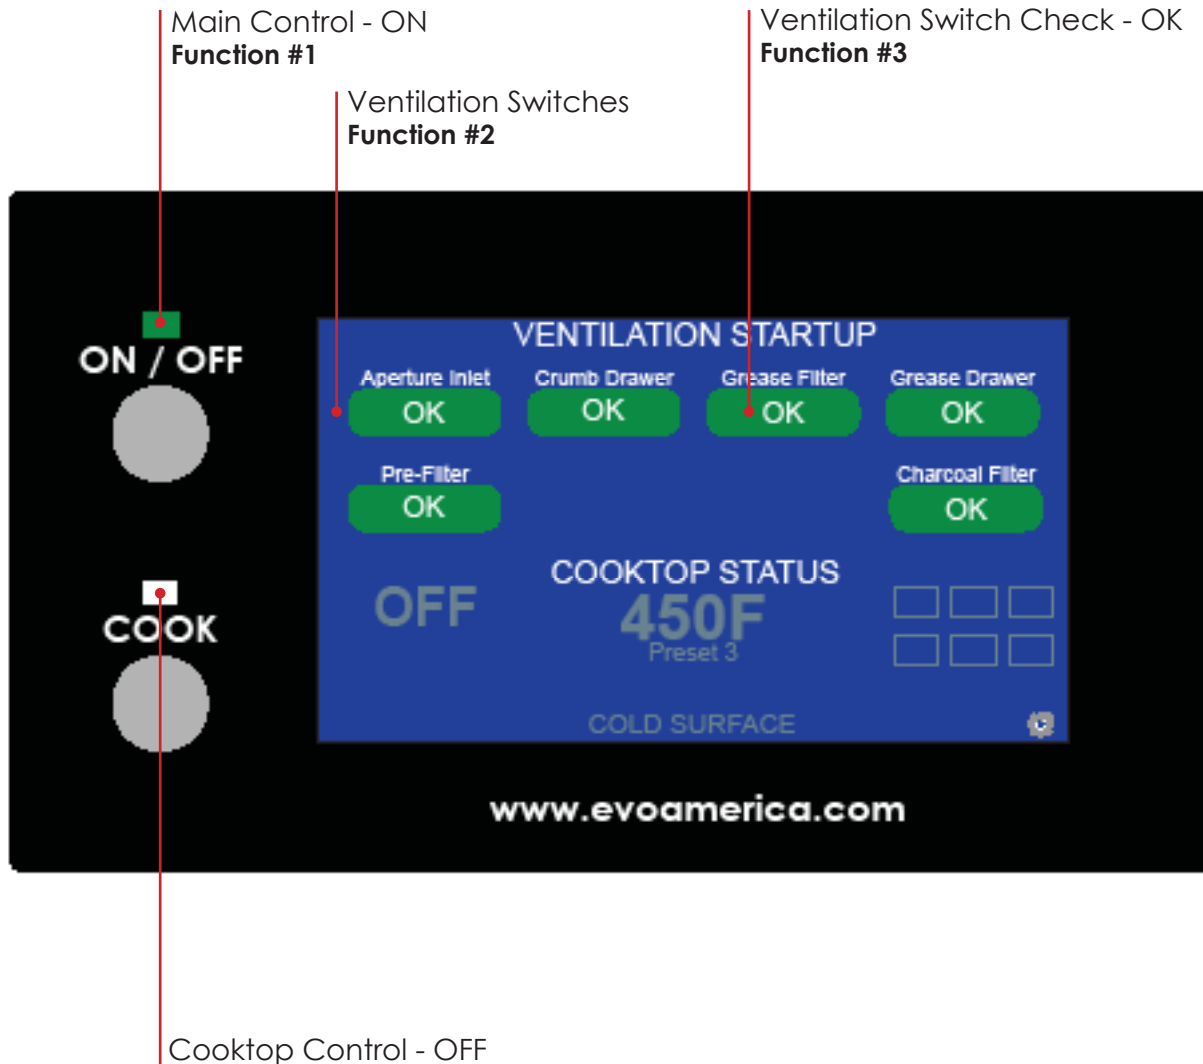 Main Control - ON
Function #1
Ventilation Switch Check - OK
Function #3
Ventilation Switches
Function #2
ON / OFF
VENTILATION STARTUP
Aperture Inlet Crumb Drawer Grease Filter Grease Drawer
OK OK OK OK
Pre-Filter Charcoal Filter
OK OK
COOKTOP STATUS
OFF 450F
Preset 3
COOK
COLD SURFACE
www.evoamerica.com
Cooktop Control - OFF